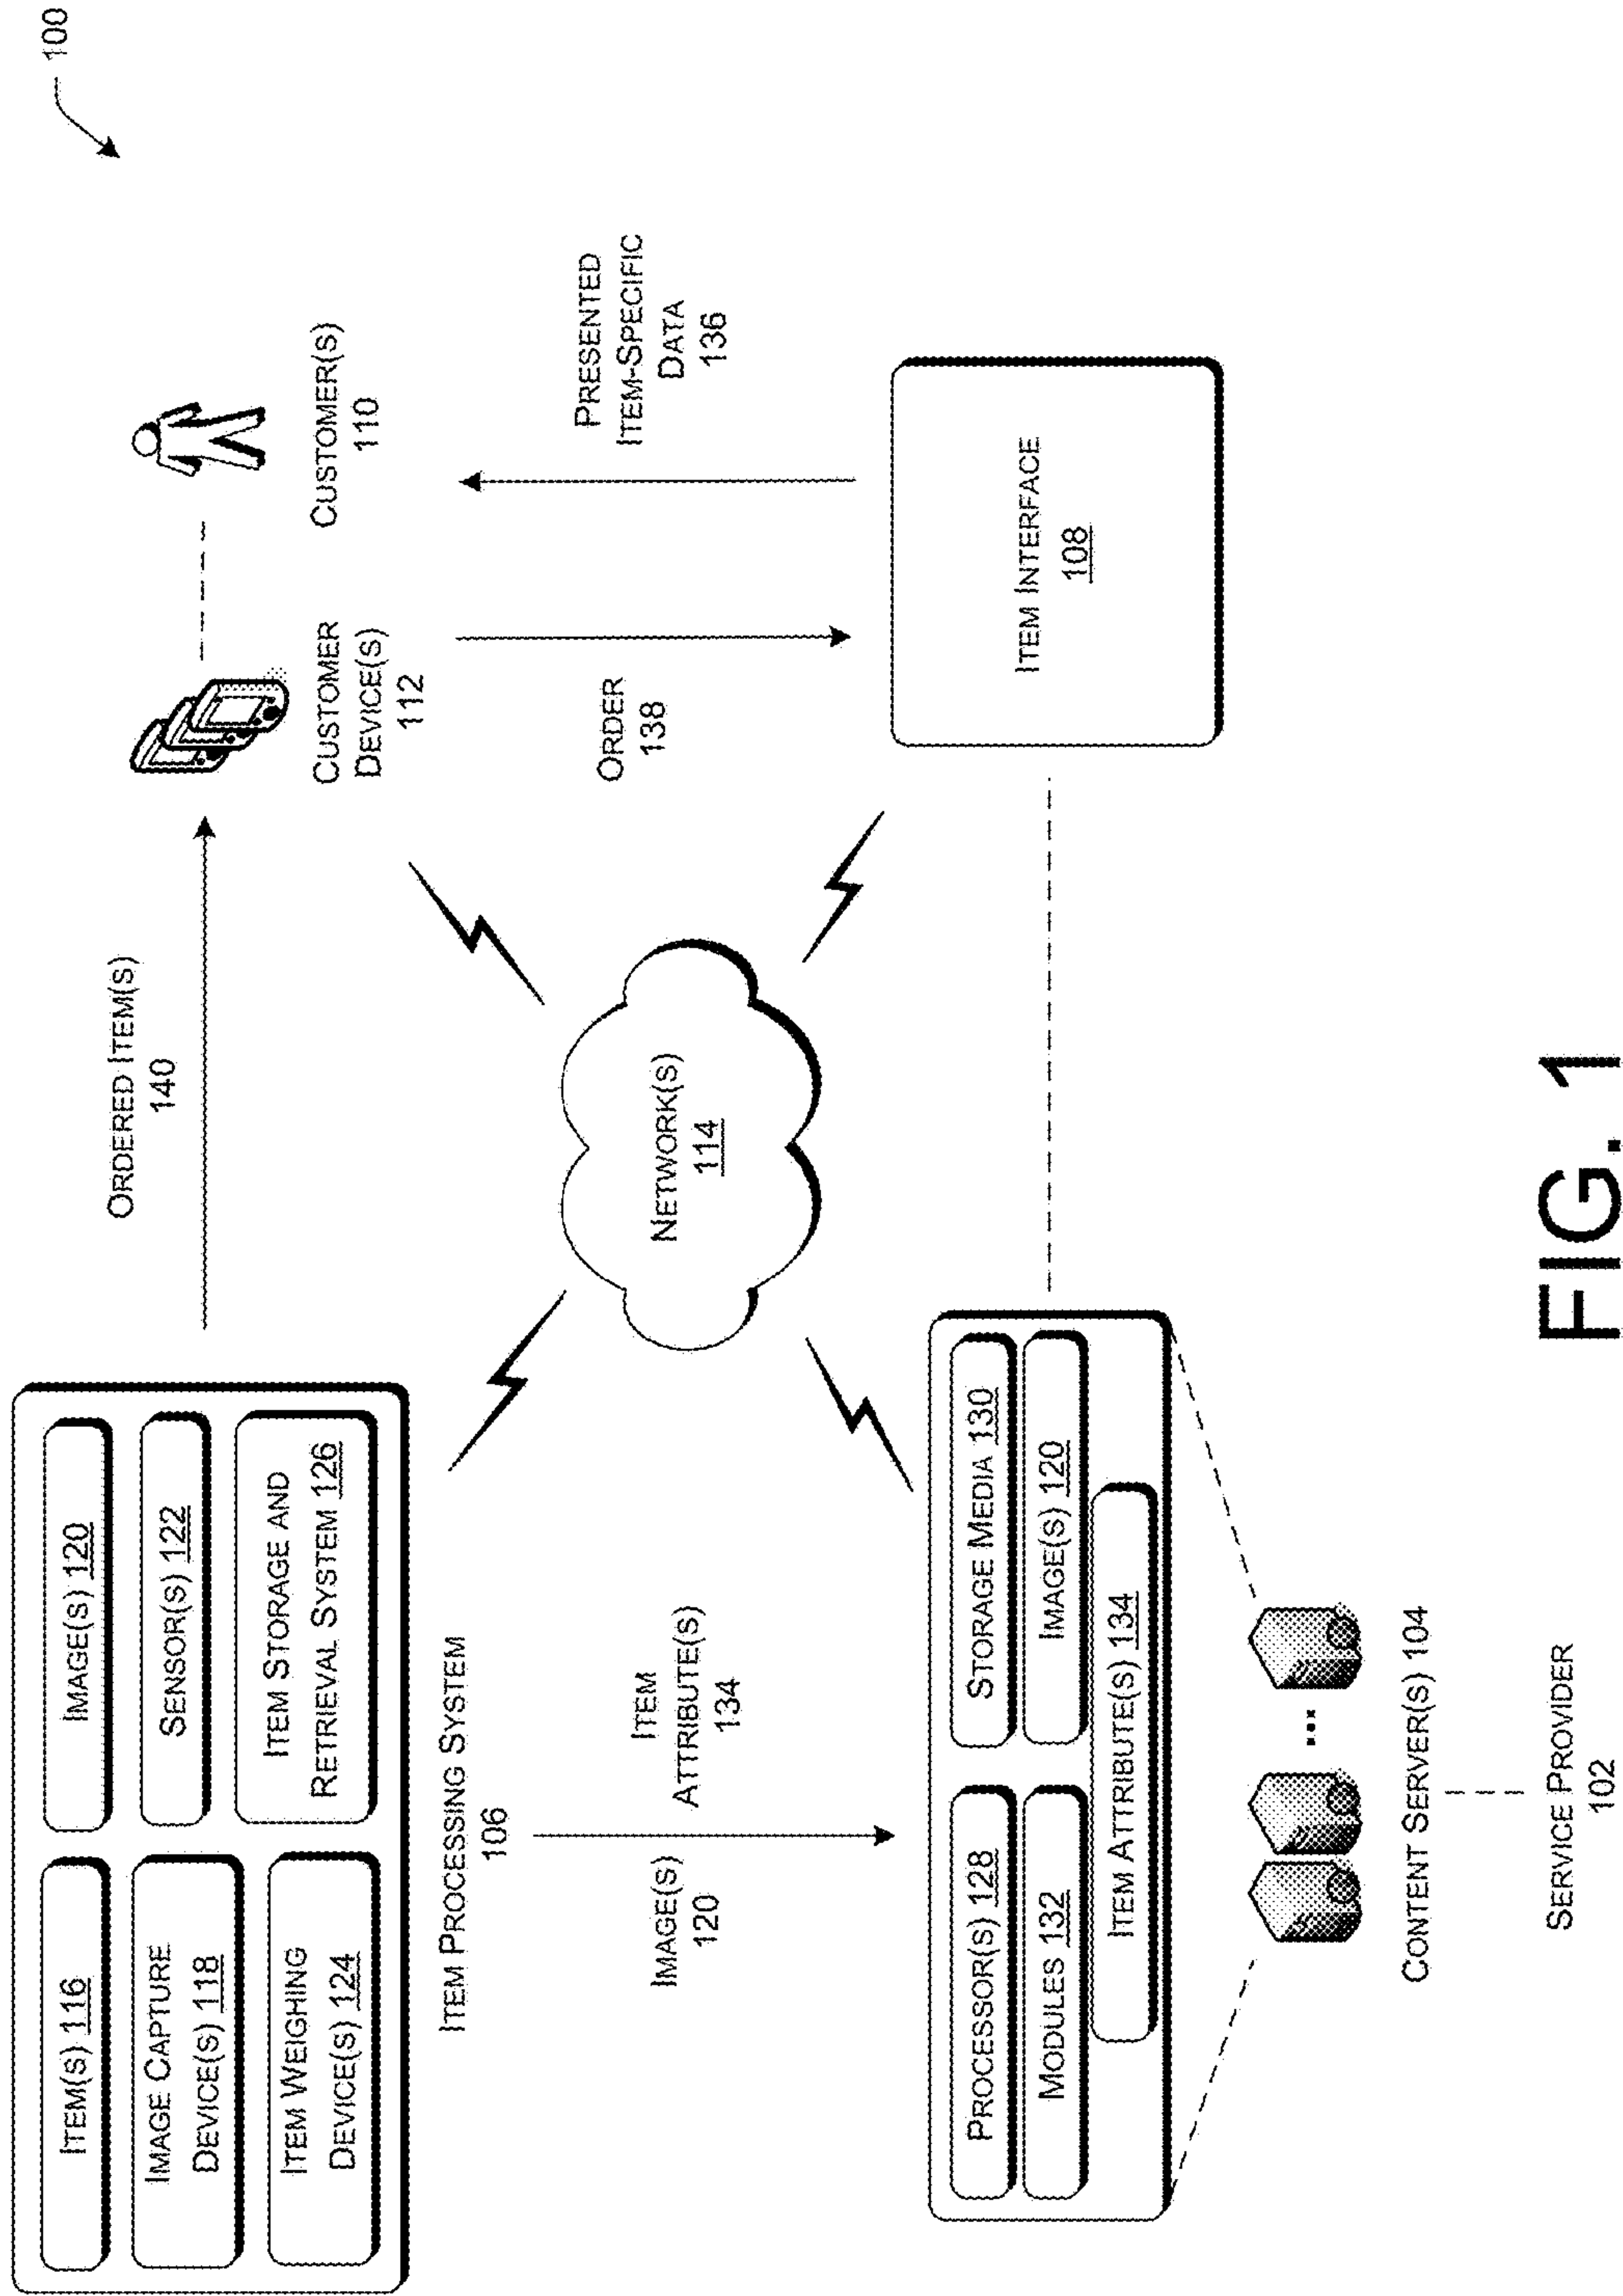 100
ITEM(S) 116
IMAGE(S) 120
IMAGE CAPTURE
DEVICE(S) 118
SENSOR(S) 122
ITEM WEIGHING
DEVICE(S) 124
ITEM STORAGE AND
RETRIEVAL SYSTEM 126
ITEM PROCESSING SYSTEM
106
ORDERED ITEM(S)
140
CUSTOMER
DEVICE(S)
112
CUSTOMER(S)
110
IMAGE(S)
120
ITEM
ATTRIBUTE(S)
134
NETWORK(S)
114
ORDER
138
PRESENTED
ITEM-SPECIFIC
DATA
136
PROCESSOR(S) 128
STORAGE MEDIA 130
MODULES 132
IMAGE(S) 120
ITEM ATTRIBUTE(S) 134
ITEM INTERFACE
108
...
CONTENT SERVER(S) 104
SERVICE PROVIDER
102
FIG. 1